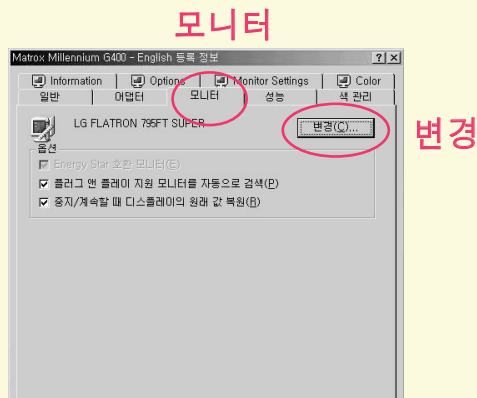 모니터
Matrox Millennium G400 - English 등록 정보
Information Options Monitor Settings Color
일반 어댑터 모니터 성능 색 관리
LG FLATRON 795FT SUPER
변경(C)...
변경
옵션
Energy Star 호환 모니터(E)
플러그 앤 플레이 지원 모니터를 자동으로 검색(P)
중지/계속할 때 디스플레이의 원래 값 복원(R)